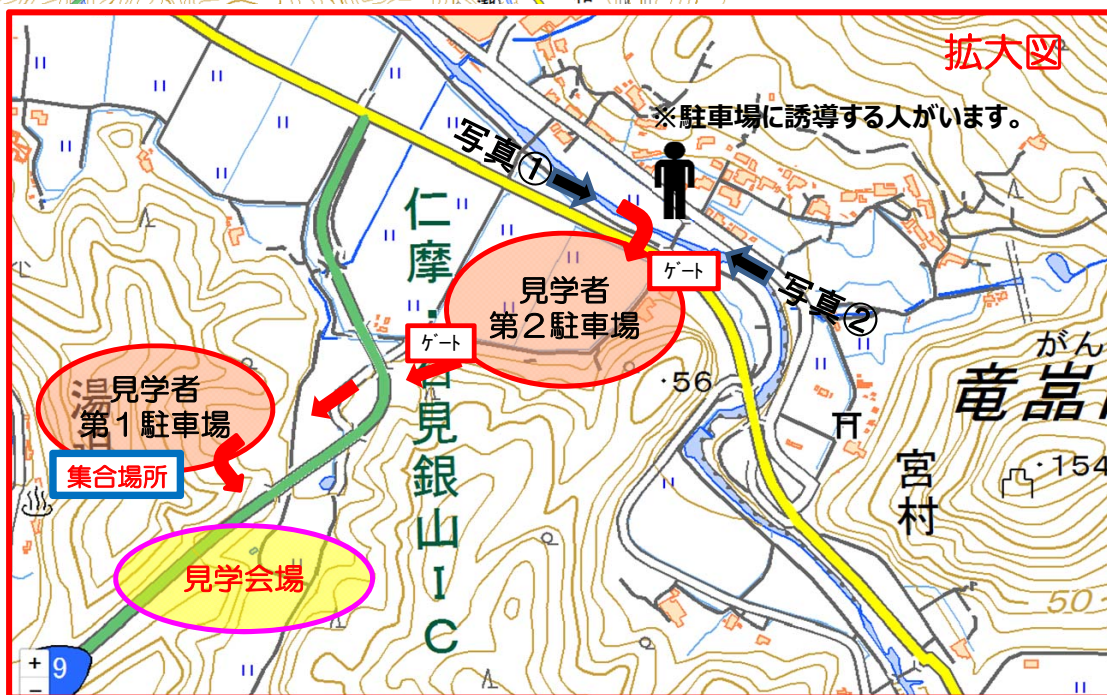 拡大図
※駐車場に誘導する人がいます。
写真①
仁摩・石見銀山IC
ゲート
見学者
第2駐車場
写真②
ゲート
・56
がん
竜嵓
・154
宮村
見学者
第1駐車場
湯
集合場所
見学会場
50
9
+
−